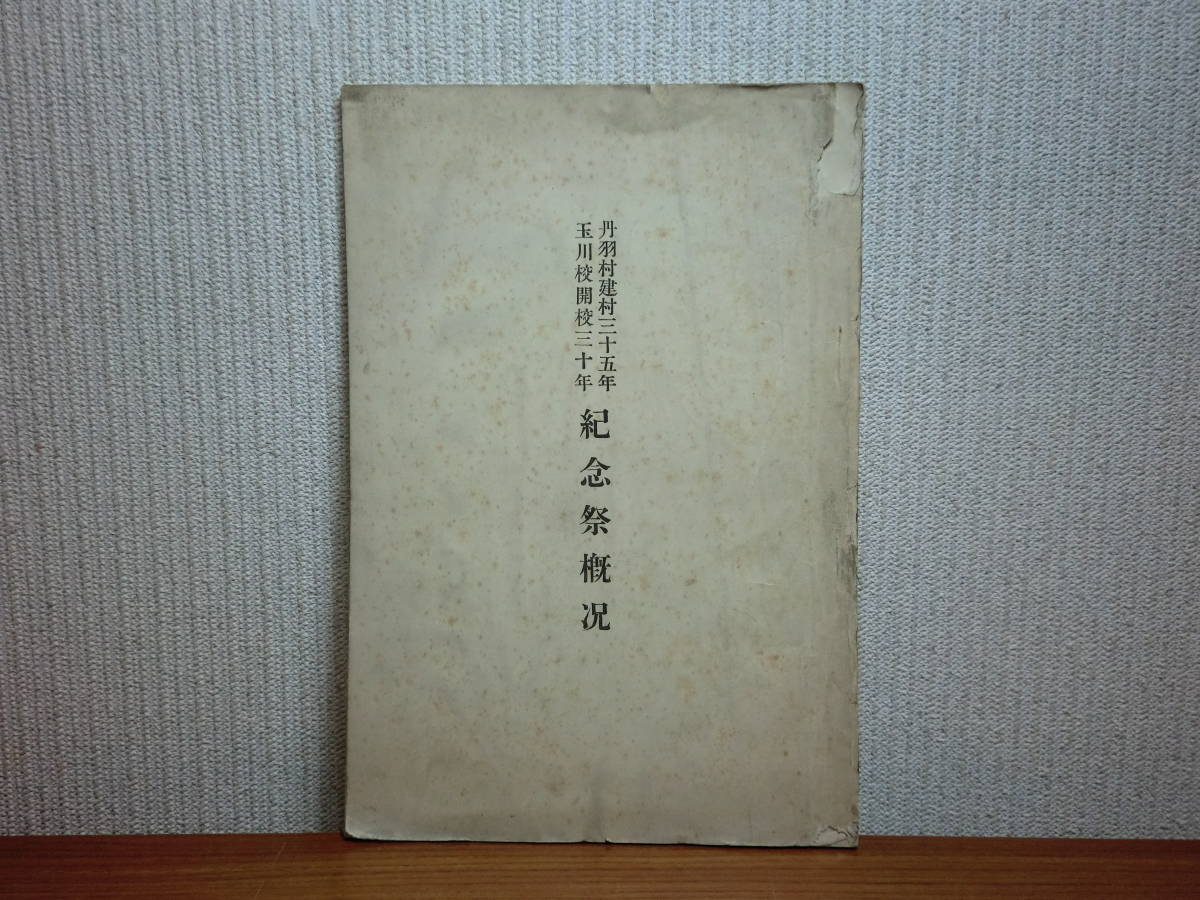 丹羽村建村三十五年
玉川校開校三十年
紀念祭概況